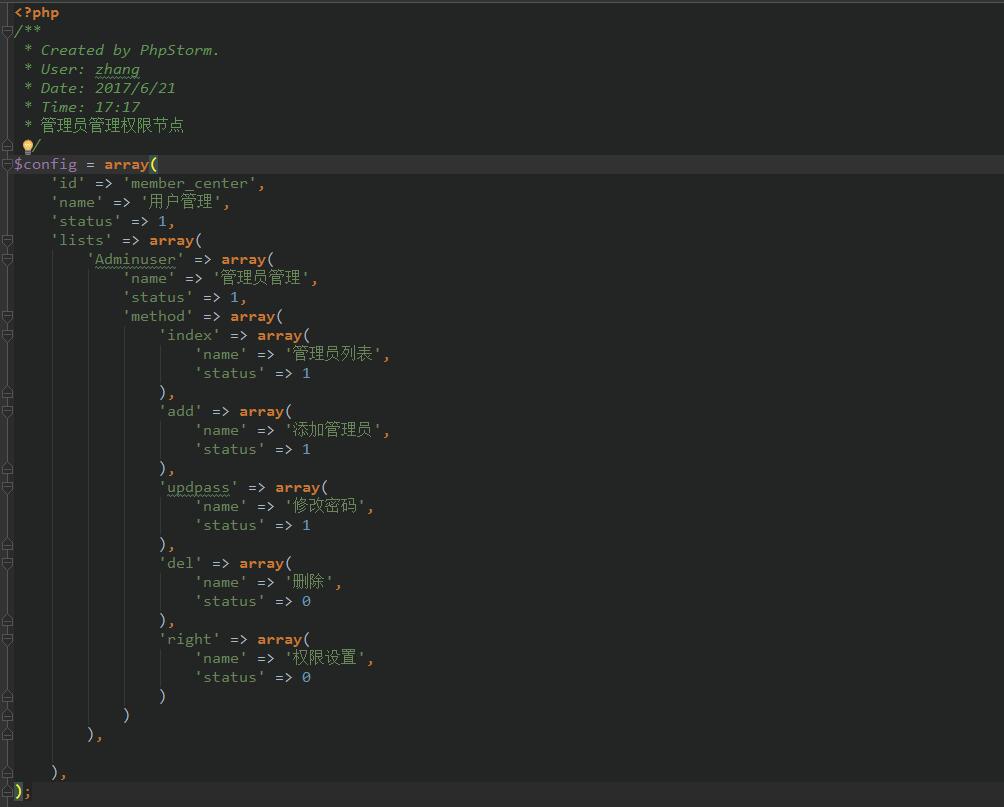 <?php
/**
 * Created by PhpStorm.
 * User: zhang
 * Date: 2017/6/21
 * Time: 17:17
 * 管理员管理权限节点
 */
$config = array(
    'id' => 'member_center',
    'name' => '用户管理',
    'status' => 1,
    'lists' => array(
        'Adminuser' => array(
            'name' => '管理员管理',
            'status' => 1,
            'method' => array(
                'index' => array(
                    'name' => '管理员列表',
                    'status' => 1
                ),
                'add' => array(
                    'name' => '添加管理员',
                    'status' => 1
                ),
                'updpass' => array(
                    'name' => '修改密码',
                    'status' => 1
                ),
                'del' => array(
                    'name' => '删除',
                    'status' => 0
                ),
                'right' => array(
                    'name' => '权限设置',
                    'status' => 0
                )
            )
        ),
    ),
);